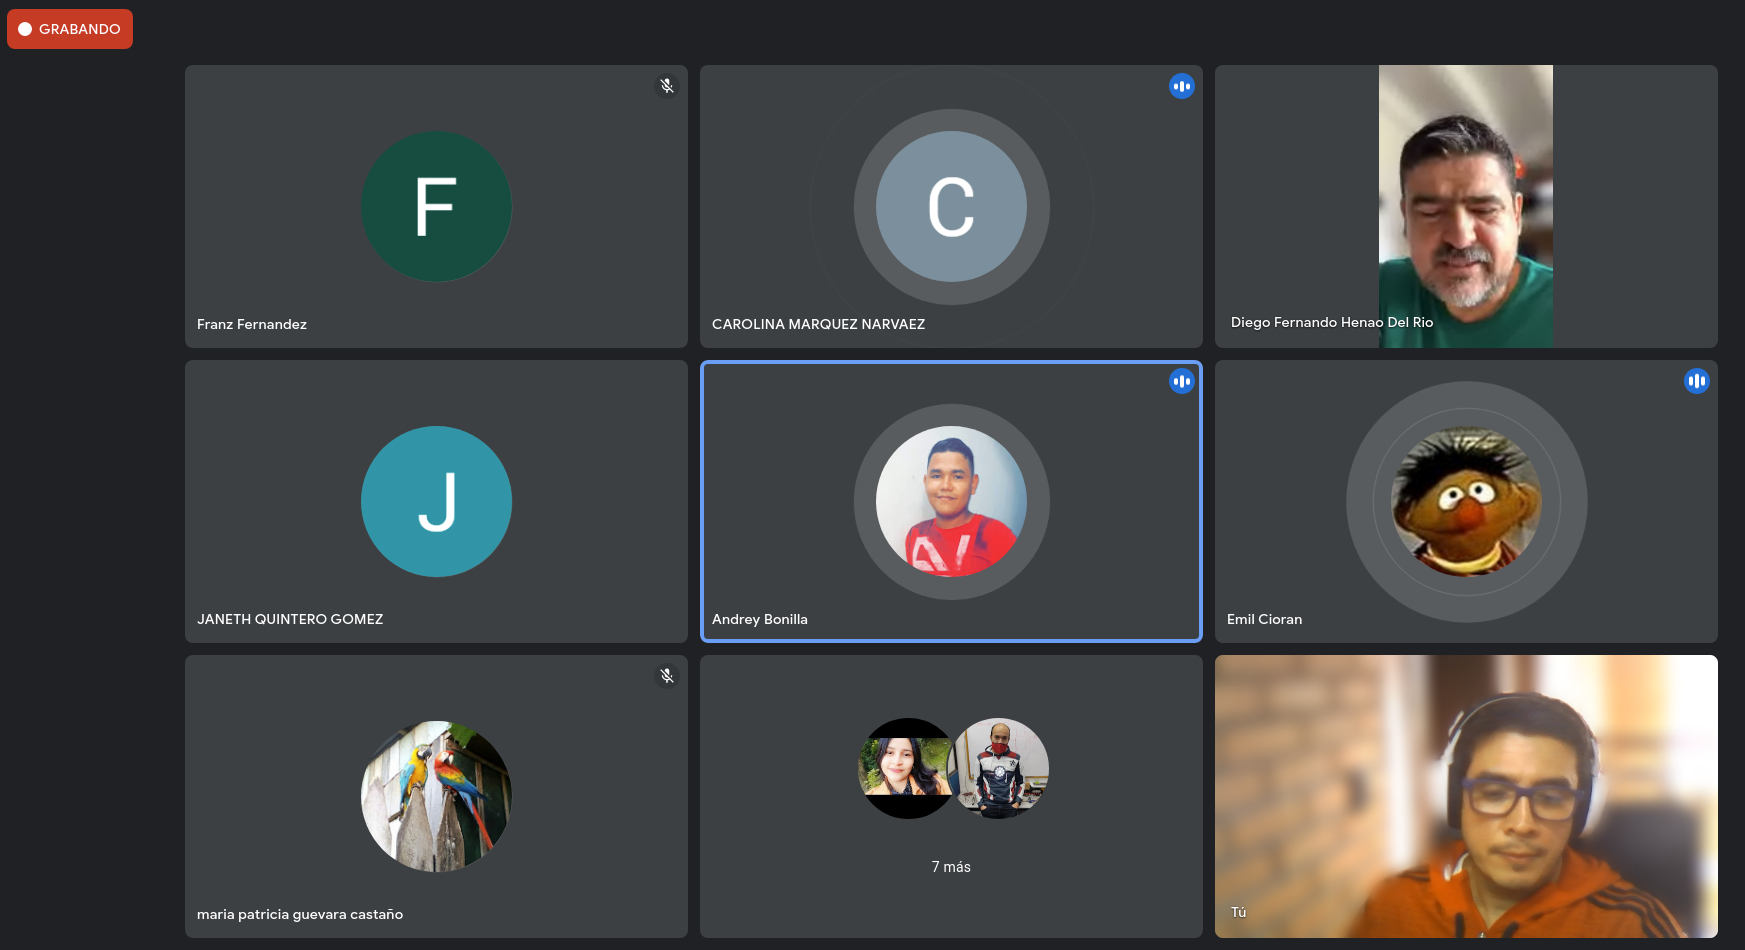 GRABANDO
F
Franz Fernandez
C
CAROLINA MARQUEZ NARVAEZ
Diego Fernando Henao Del Rio
J
JANETH QUINTERO GOMEZ
Andrey Bonilla
Emil Cioran
maria patricia guevara castaño
7 más
Tú